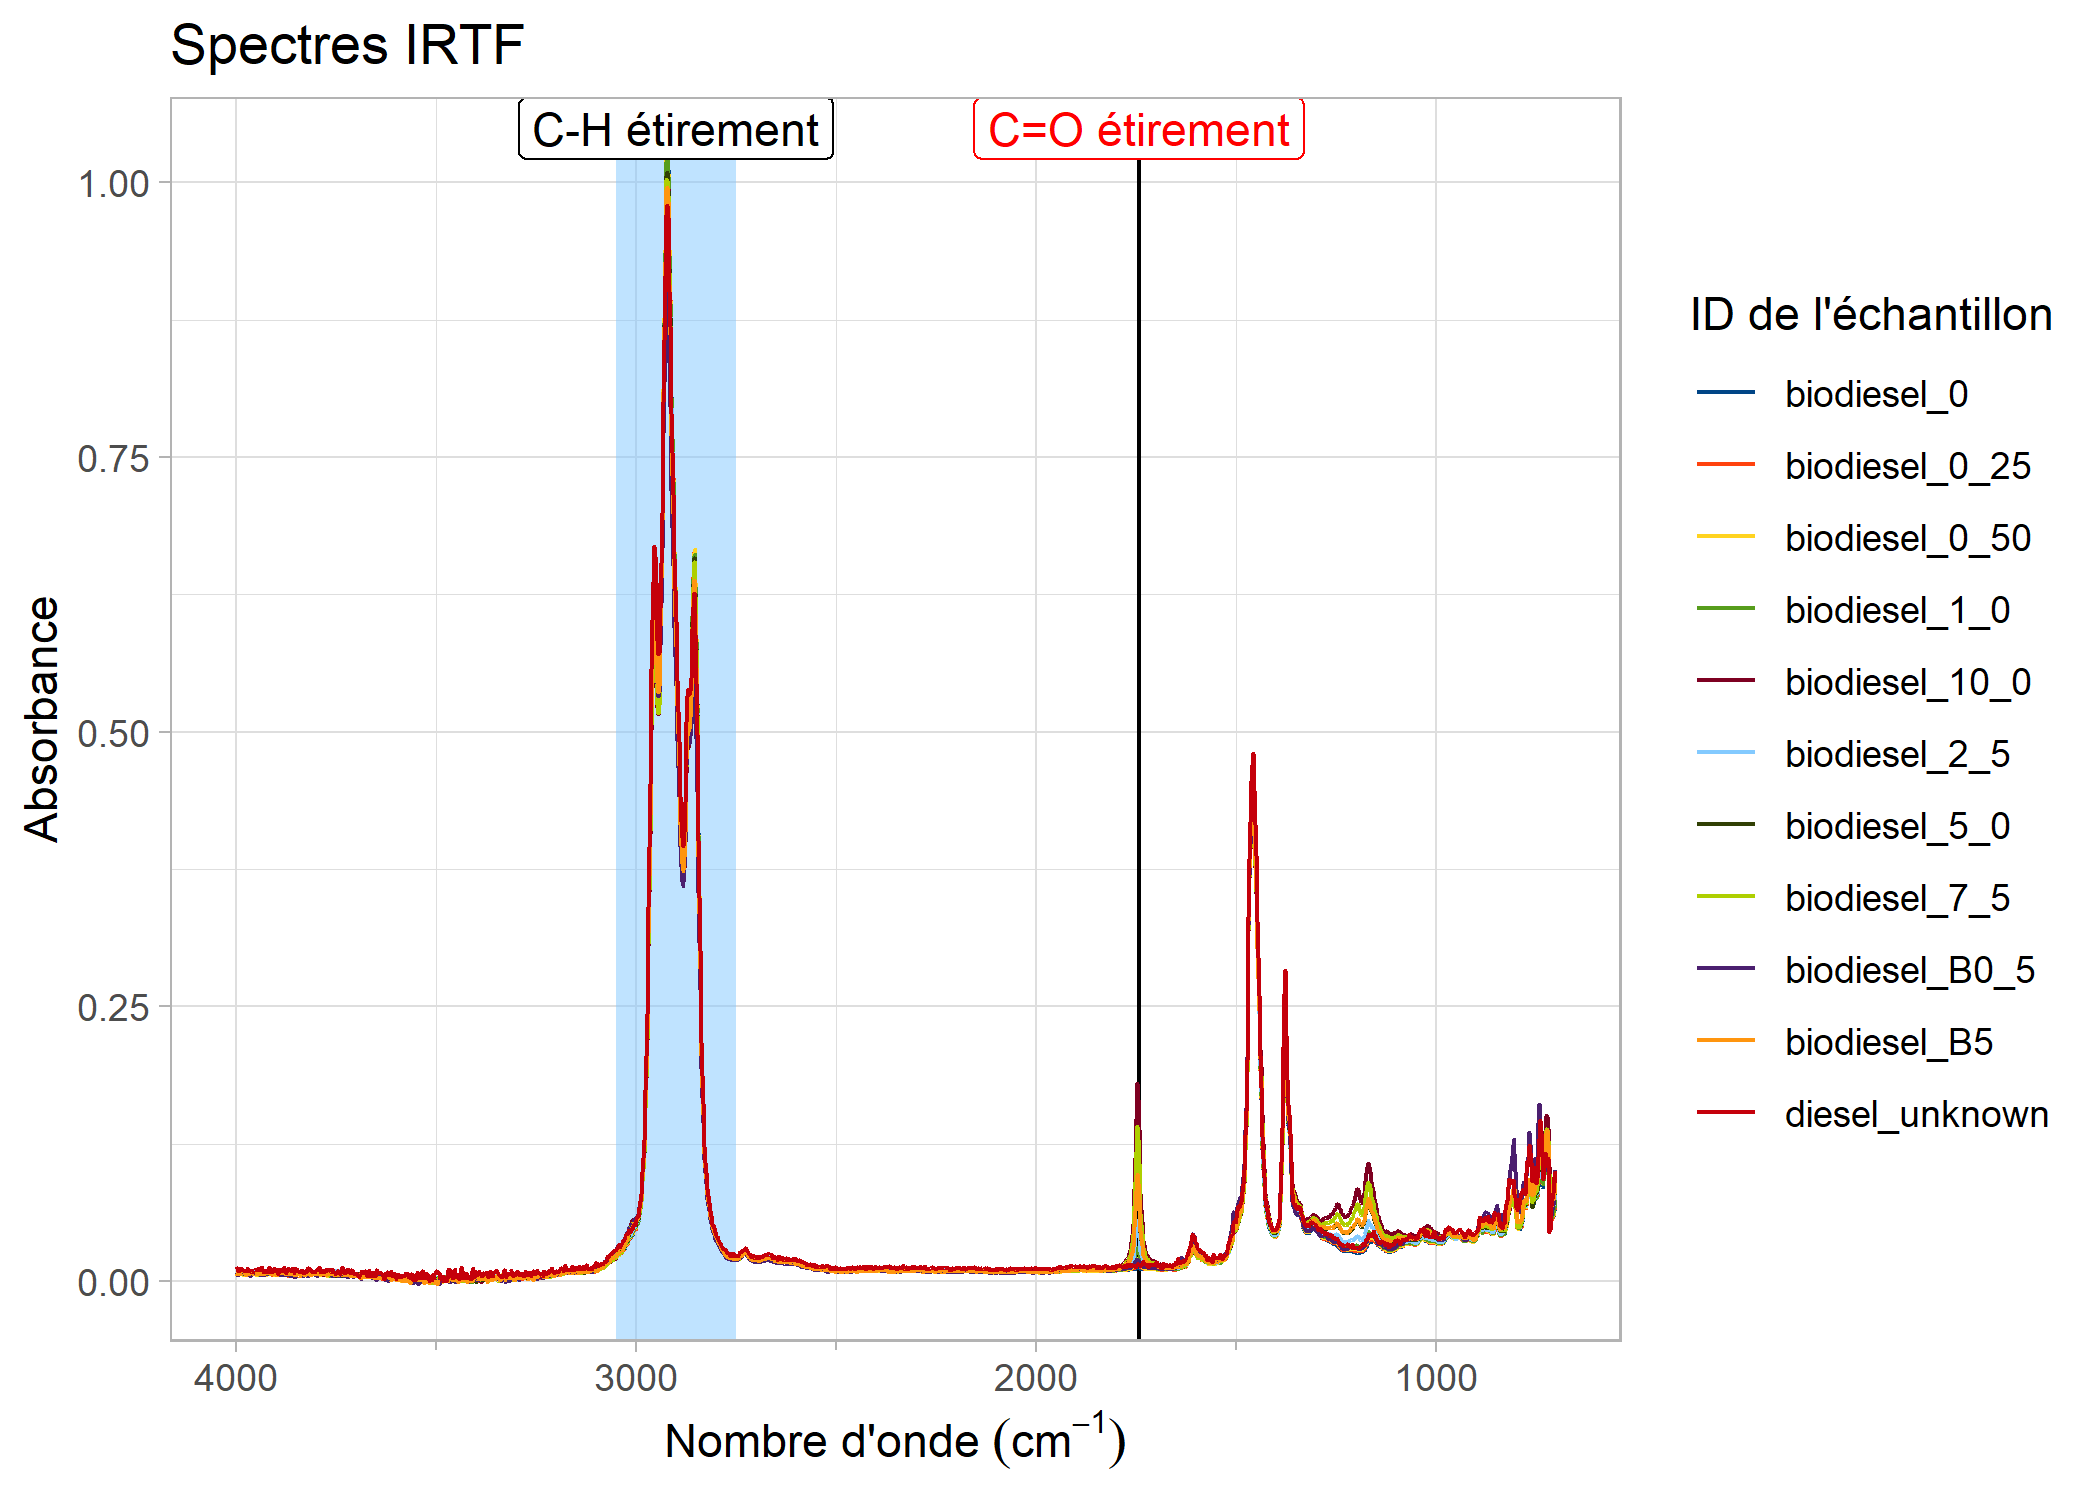 Spectres IRTF
C-H étirement
C=O étirement
1.00
0.75
0.50
0.25
0.00
Absorbance
4000
3000
2000
1000
Nombre d'onde (cm⁻¹)
ID de l'échantillon
biodiesel_0
biodiesel_0_25
biodiesel_0_50
biodiesel_1_0
biodiesel_10_0
biodiesel_2_5
biodiesel_5_0
biodiesel_7_5
biodiesel_B0_5
biodiesel_B5
diesel_unknown